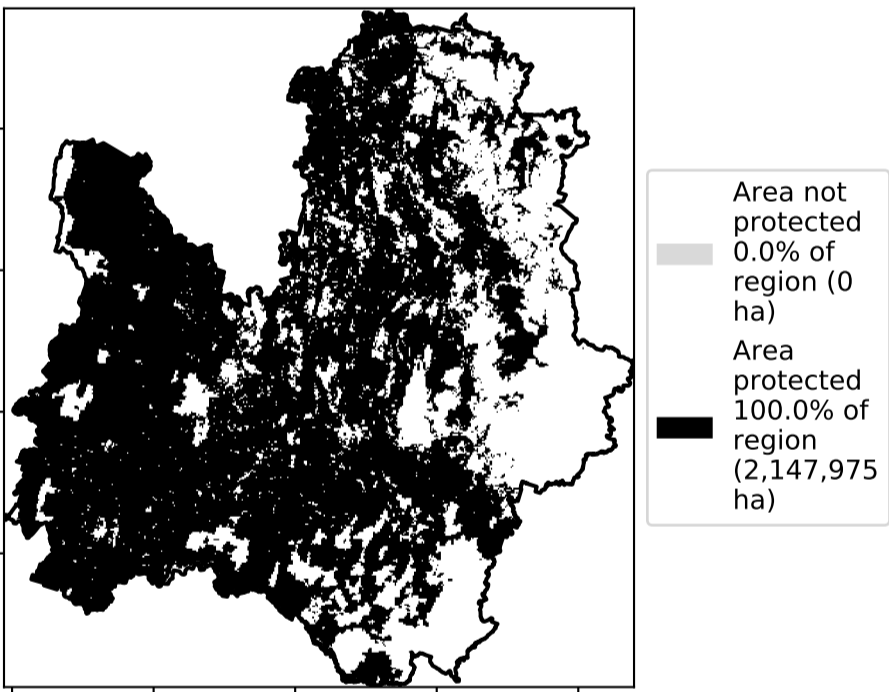 Area not
protected
0.0% of
region (0
ha)
Area
protected
100.0% of
region
(2,147,975
ha)